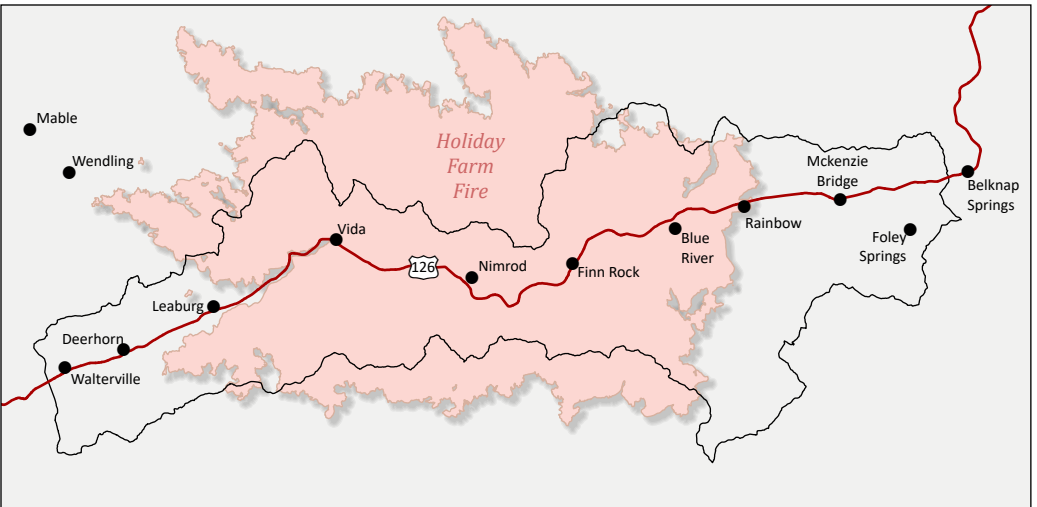 Mable
Wendling
Holiday
Farm
Fire
Mckenzie
Bridge
Belknap
Springs
Rainbow
Foley
Springs
Blue
River
Vida
126
Nimrod
Finn Rock
Leaburg
Deerhorn
Walterville